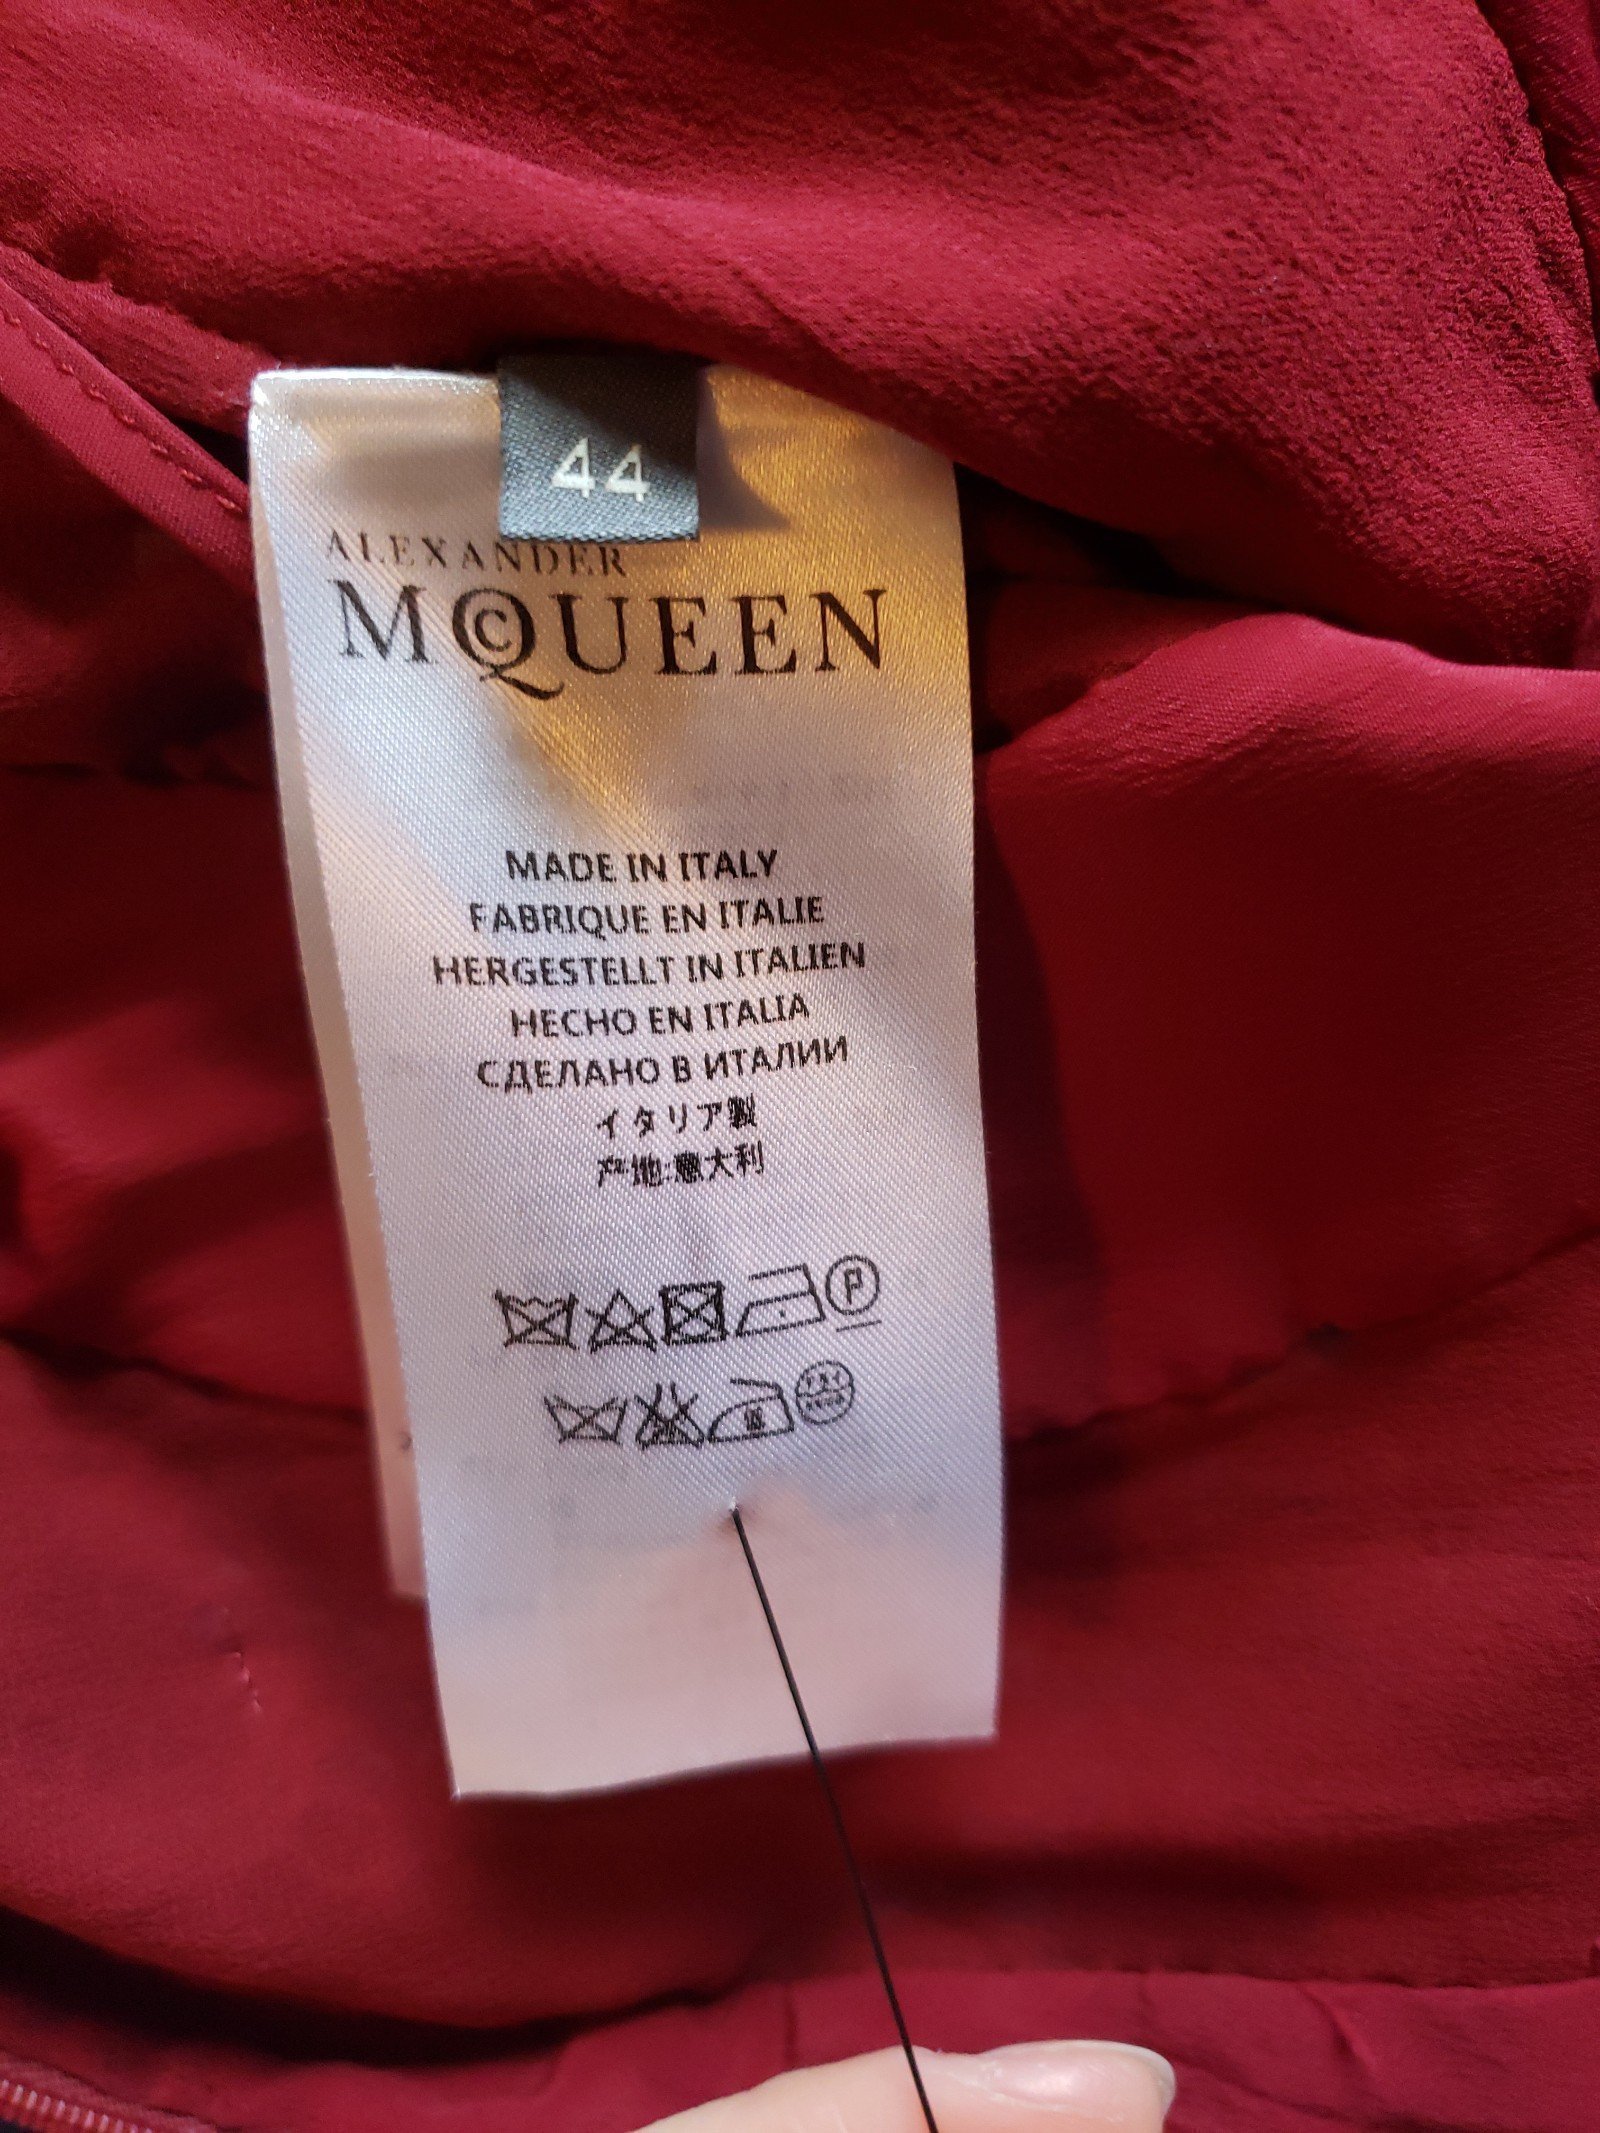 44
ALEXANDER
MCQUEEN
MADE IN ITALY
FABRIQUE EN ITALIE
HERGESTELLT IN ITALIEN
HECHO EN ITALIA
СДЕЛАНО В ИТАЛИИ
イタリア製
产地:意大利
P